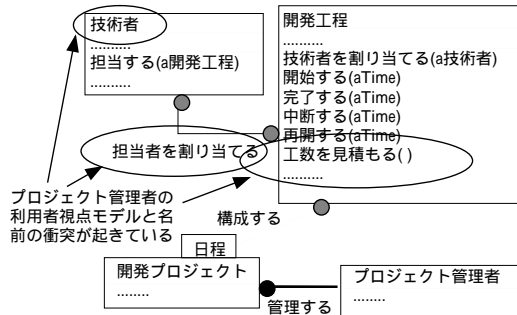 技術者
..........
担当する(a開発工程)
..........
開発工程
..........
技術者を割り当てる(a技術者)
開始する(aTime)
完了する(aTime)
中断する(aTime)
再開する(aTime)
工数を見積もる( )
..........
担当者を割り当てる
プロジェクト管理者の
利用者視点モデルと名
前の衝突が起きている
構成する
日程
開発プロジェクト
........
管理する
プロジェクト管理者
........